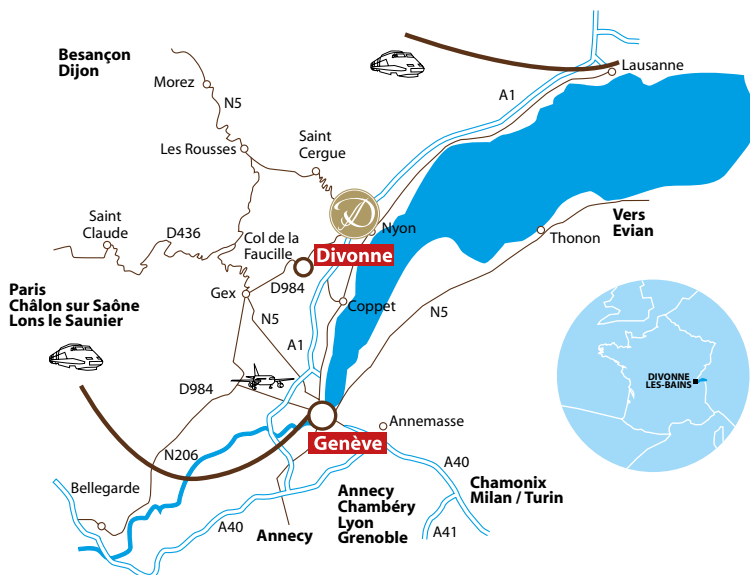 Besançon
Dijon
Morez
N5
Les Rousses
Saint
Cergue
A1
Lausanne
D
Nyon
Saint
Claude
D436
Col de la
Faucille
Divonne
D984
Vers
Evian
Thonon
Paris
Châlon sur Saône
Lons le Saunier
Gex
Coppet
N5
N5
A1
DIVONNE
LES-BAINS
D984
Genève
Annemasse
N206
A40
Bellegarde
Chamonix
Milan / Turin
Annecy
Chambéry
Lyon
Grenoble
A40
Annecy
A41